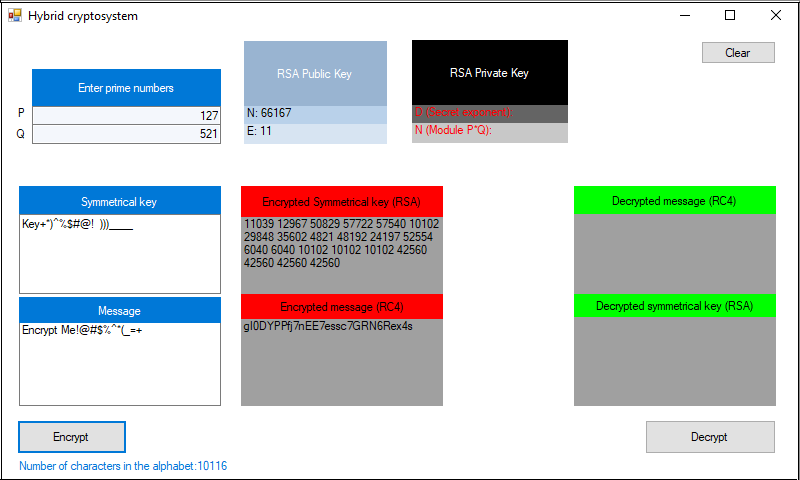 Hybrid cryptosystem
Clear
Enter prime numbers
P 127
Q 521
RSA Public Key
N: 66167
E: 11
RSA Private Key
D (Secret exponent):
N (Module P*Q):
Symmetrical key
Key+*)^%$#@!  )))____
Encrypted Symmetrical key (RSA)
11039 12967 50829 57722 57540 10102
29848 35602 4821 48192 24197 52554
6040 6040 10102 10102 10102 42560
42560 42560 42560
Decrypted message (RC4)
Message
Encrypt Me!@#$%^*(_=+
Encrypted message (RC4)
gI0DYPPfj7nEE7essc7GRN6Rex4s
Decrypted symmetrical key (RSA)
Encrypt
Decrypt
Number of characters in the alphabet:10116